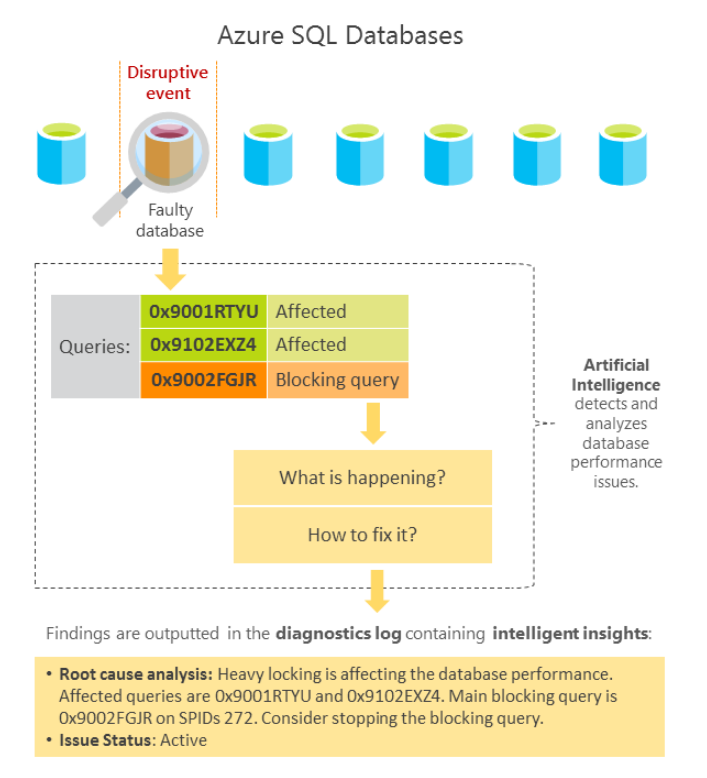 Azure SQL Databases
Disruptive
event
Faulty
database
Queries:
0x9001RTYU Affected
0x9102EXZ4 Affected
0x9002FGJR Blocking query
Artificial
Intelligence
detects and
analyzes
database
performance
issues.
What is happening?
How to fix it?
Findings are outputted in the diagnostics log containing intelligent insights:
• Root cause analysis: Heavy locking is affecting the database performance.
Affected queries are 0x9001RTYU and 0x9102EXZ4. Main blocking query is
0x9002FGJR on SPIDs 272. Consider stopping the blocking query.
• Issue Status: Active